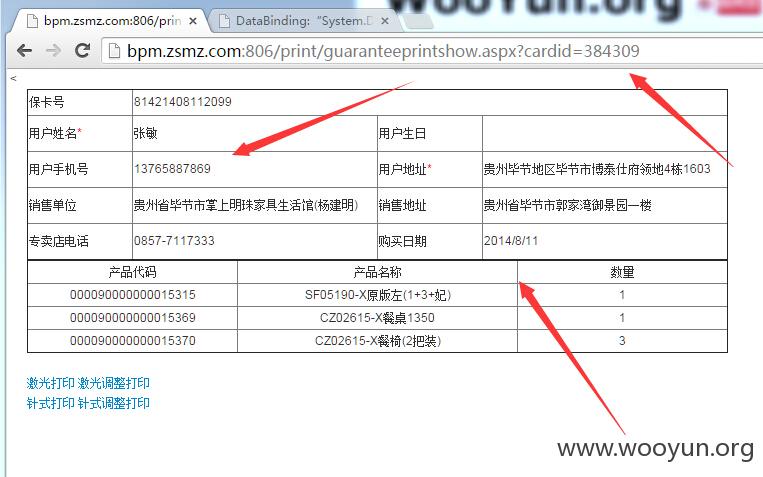 WooYun.org
bpm.zsmz.com:806/prin
DataBinding:“System.D
bpm.zsmz.com:806/print/guaranteeprintshow.aspx?cardid=384309
<
保卡号 81421408112099
用户姓名* 张敏 用户生日
用户手机号 13765887869 用户地址* 贵州毕节地区毕节市博泰仕府领地4栋1603
销售单位 贵州省毕节市掌上明珠家具生活馆(杨建明) 销售地址 贵州省毕节市郭家湾御景园一楼
专卖店电话 0857-7117333 购买日期 2014/8/11
产品代码 产品名称 数量
000090000000015315 SF05190-X原版左(1+3+妃) 1
000090000000015369 CZ02615-X餐桌1350 1
000090000000015370 CZ02615-X餐椅(2把装) 3
激光打印 激光调整打印
针式打印 针式调整打印
www.wooyun.org